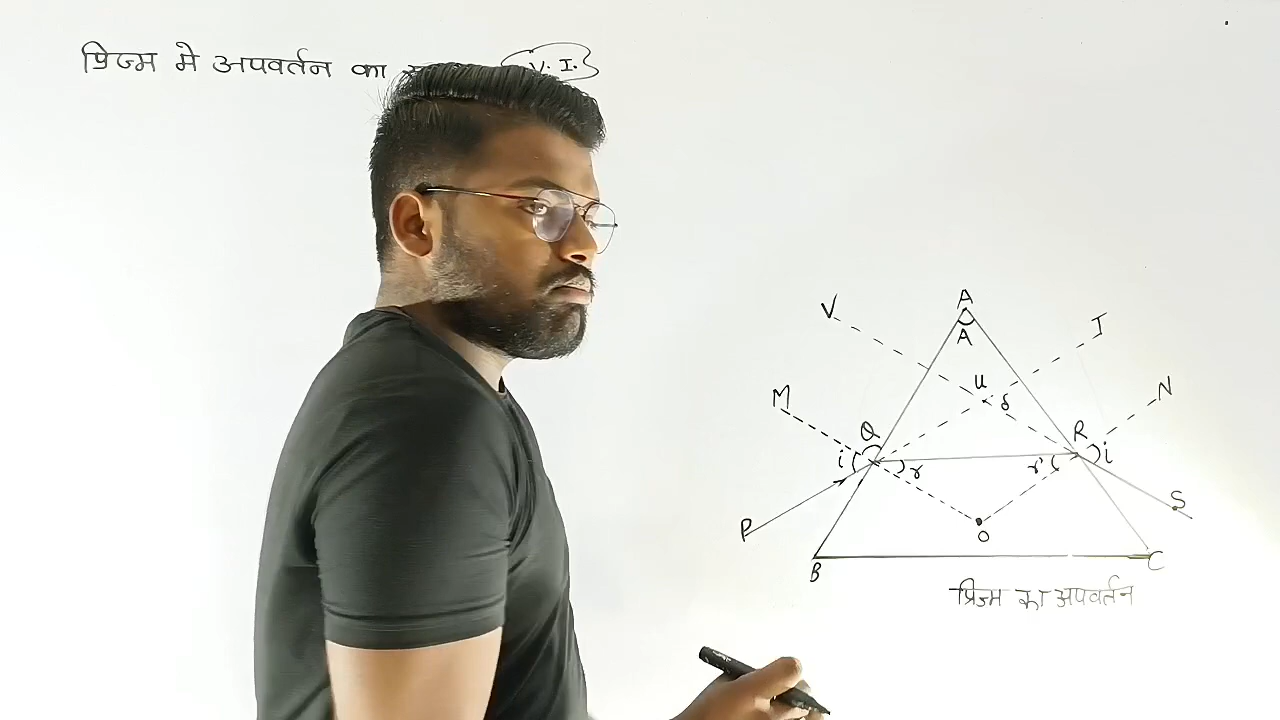 प्रिज्म मे अपवर्तन का
V. I.
A
A
V
I
u
δ
M
N
Q
R
i
r
r'
i
S
P
O
B
C
प्रिज्म का अपवर्तन